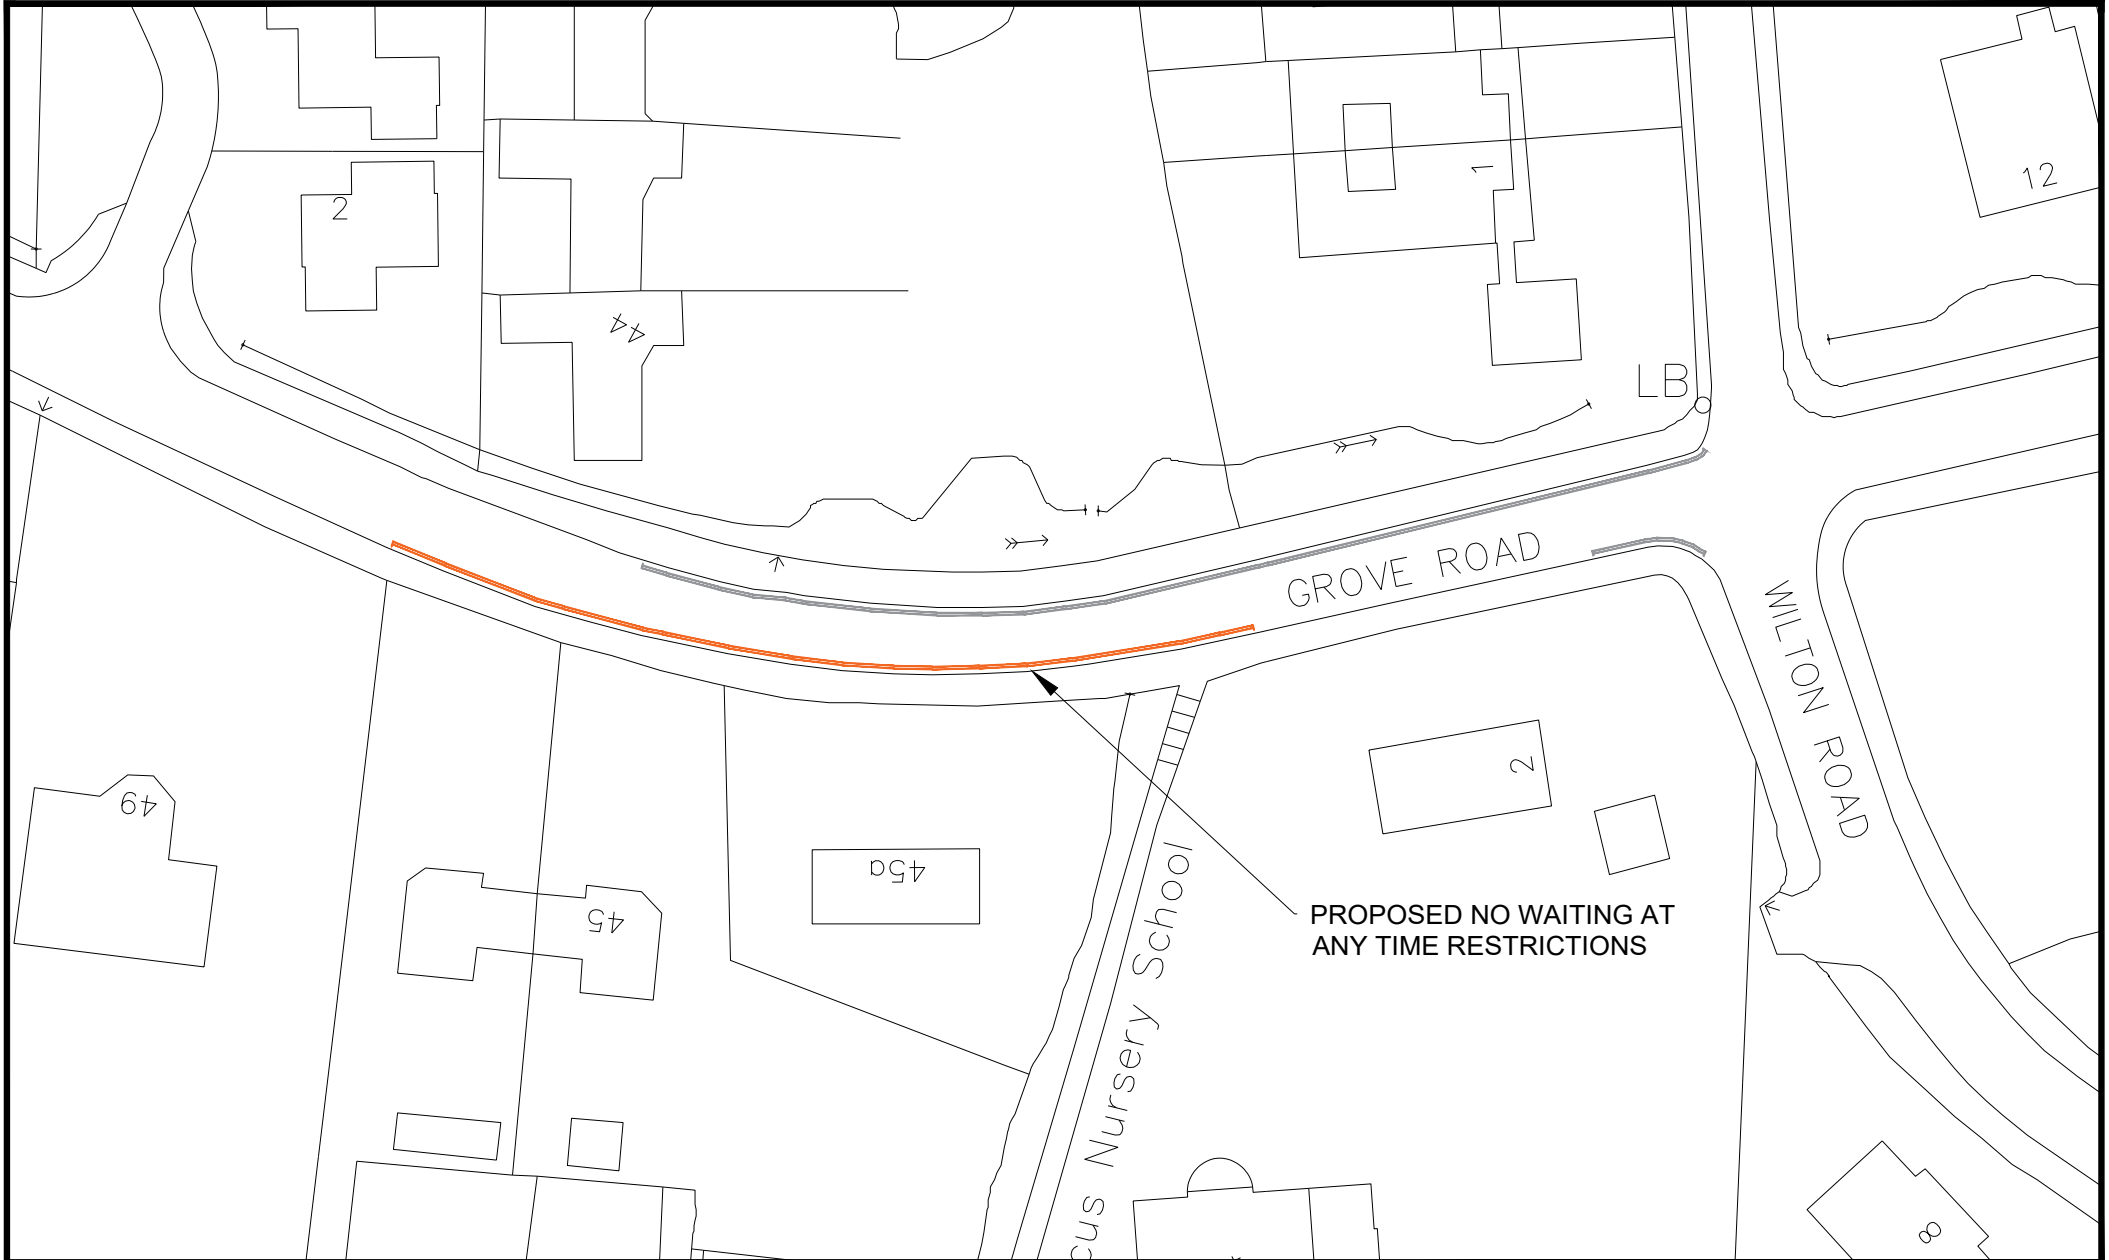 2
1
12
44
LB
GROVE ROAD
WILTON ROAD
2
49
45a
45
PROPOSED NO WAITING AT
ANY TIME RESTRICTIONS
cus Nursery School
8